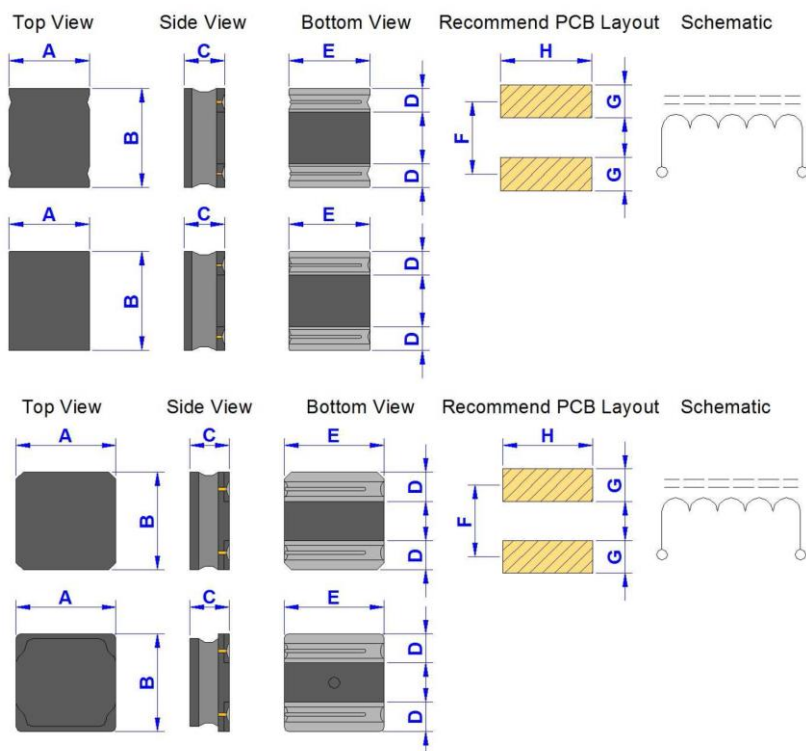 Top View Side View Bottom View Recommend PCB Layout Schematic
A C E H
B D D F G G
A C E
B D D
Top View Side View Bottom View Recommend PCB Layout Schematic
A C E H
B D D F G G
A C E
B D D